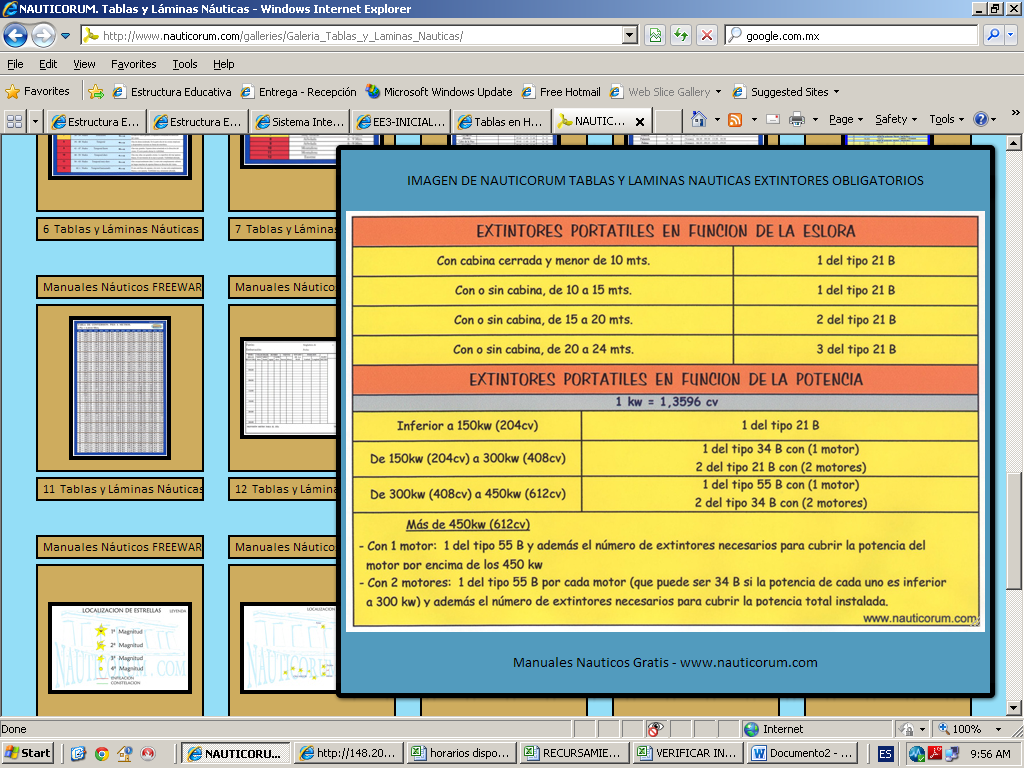 NAUTICORUM. Tablas y Láminas Náuticas - Windows Internet Explorer
http://www.nauticorum.com/galleries/Galeria_Tablas_y_Laminas_Nauticas/
google.com.mx
File Edit View Favorites Tools Help
Favorites Estructura Educativa Entrega - Recepción Microsoft Windows Update Free Hotmail Web Slice Gallery Suggested Sites
Estructura E... Estructura E... Sistema Inte... EE3-INICIAL... Tablas en H... NAUTIC... Page Safety Tools
IMAGEN DE NAUTICORUM TABLAS Y LAMINAS NAUTICAS EXTINTORES OBLIGATORIOS
EXTINTORES PORTATILES EN FUNCION DE LA ESLORA
Con cabina cerrada y menor de 10 mts. 1 del tipo 21 B
Con o sin cabina, de 10 a 15 mts. 1 del tipo 21 B
Con o sin cabina, de 15 a 20 mts. 2 del tipo 21 B
Con o sin cabina, de 20 a 24 mts. 3 del tipo 21 B
EXTINTORES PORTATILES EN FUNCION DE LA POTENCIA
1 kw = 1,3596 cv
Inferior a 150kw (204cv) 1 del tipo 21 B
De 150kw (204cv) a 300kw (408cv) 1 del tipo 34 B con (1 motor)
2 del tipo 21 B con (2 motores)
De 300kw (408cv) a 450kw (612cv) 1 del tipo 55 B con (1 motor)
2 del tipo 34 B con (2 motores)
Más de 450kw (612cv)
- Con 1 motor: 1 del tipo 55 B y además el número de extintores necesarios para cubrir la potencia del
motor por encima de los 450 kw
- Con 2 motores: 1 del tipo 55 B por cada motor (que puede ser 34 B si la potencia de cada uno es inferior
a 300 kw) y además el número de extintores necesarios para cubrir la potencia total instalada.
www.nauticorum.com
Manuales Nauticos Gratis - www.nauticorum.com
6 Tablas y Láminas Náuticas 7 Tablas y Lámina
Manuales Náuticos FREEWAR Manuales Náutico
11 Tablas y Láminas Náuticas 12 Tablas y Lámina
Manuales Náuticos FREEWAR Manuales Náutico
LOCALIZACION DE ESTRELLAS LEYENDA
1ª Magnitud
2ª Magnitud
3ª Magnitud
4ª Magnitud
ENFILACION
CONSTELACION
NAUTICORUM.COM
Done Internet 100%
Start NAUTICORU... http://148.20... horarios dispo... RECURSAMIE... VERIFICAR IN... Documento2 - ... ES 9:56 AM